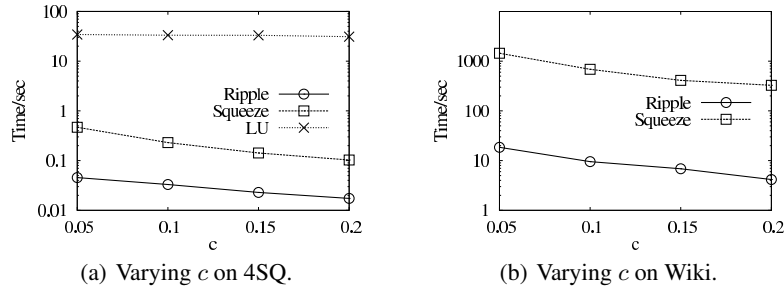 100
10
1
0.1
0.01
Time/sec
Ripple
Squeeze
LU
0.05 0.1 0.15 0.2
c
(a) Varying c on 4SQ.
1000
100
10
1
Time/sec
Ripple
Squeeze
0.05 0.1 0.15 0.2
c
(b) Varying c on Wiki.